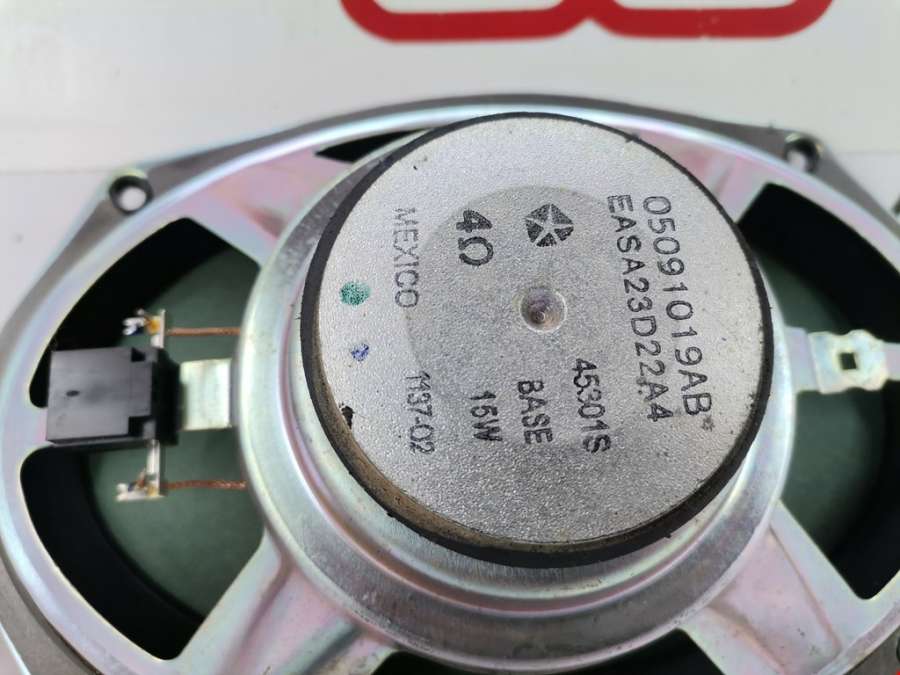 05091019AB*
EASA23D22A4
45301S
BASE
4Ω 15W
MEXICO 1137-02